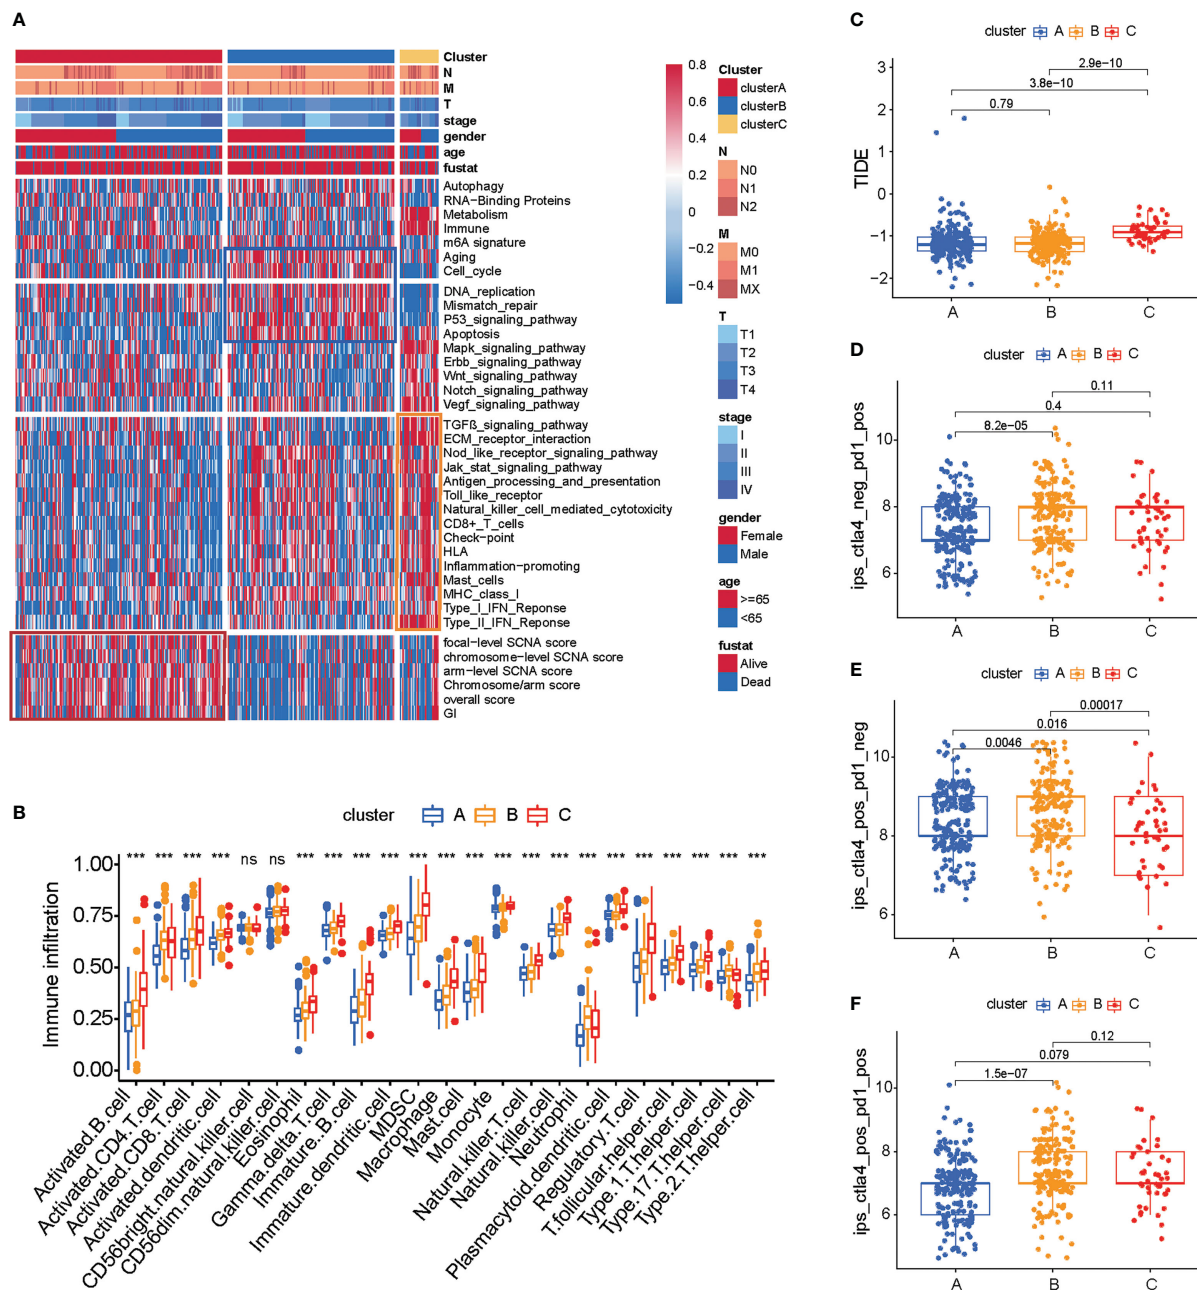 A
Cluster
N
M
T
stage
gender
age
fustat
Autophagy
RNA-Binding Proteins
Metabolism
Immune
m6A signature
Aging
Cell_cycle
DNA_replication
Mismatch_repair
P53_signaling_pathway
Apoptosis
Mapk_signaling_pathway
Erbb_signaling_pathway
Wnt_signaling_pathway
Notch_signaling_pathway
Vegf_signaling_pathway
TGFß_signaling_pathway
ECM_receptor_interaction
Nod_like_receptor_signaling_pathway
Jak_stat_signaling_pathway
Antigen_processing_and_presentation
Toll_like_receptor
Natural_killer_cell_mediated_cytotoxicity
CD8+_T_cells
Check-point
HLA
Inflammation-promoting
Mast_cells
MHC_class_I
Type_I_IFN_Reponse
Type_II_IFN_Reponse
focal-level SCNA score
chromosome-level SCNA score
arm-level SCNA score
Chromosome/arm score
overall score
GI
0.8
0.6
0.4
0.2
0
−0.2
−0.4
Cluster
clusterA
clusterB
clusterC
N
N0
N1
N2
M
M0
M1
MX
T
T1
T2
T3
T4
stage
I
II
III
IV
gender
Female
Male
age
>=65
<65
fustat
Alive
Dead
B
cluster A B C
*** *** *** *** ns ns *** *** *** *** *** *** *** *** *** *** *** *** *** *** *** *** ***
Immune infiltration
1.00
0.75
0.50
0.25
0.00
Activated.B.cell
Activated.CD4.T.cell
Activated.CD8.T.cell
Activated.dendritic.cell
CD56bright.natural.killer.cell
CD56dim.natural.killer.cell
Eosinophil
Gamma.delta.T.cell
Immature..B.cell
Immature.dendritic.cell
MDSC
Macrophage
Mast.cell
Monocyte
Natural.killer.T.cell
Natural.killer.cell
Neutrophil
Plasmacytoid.dendritic.cell
Regulatory.T.cell
T.follicular.helper.cell
Type.1.T.helper.cell
Type.17.T.helper.cell
Type.2.T.helper.cell
C
cluster A B C
TIDE
3
2
1
0
−1
−2
2.9e−10
3.8e−10
0.79
A B C
D
cluster A B C
ips_ctla4_neg_pd1_pos
10
8
6
0.11
0.4
8.2e−05
A B C
E
cluster A B C
ips_ctla4_pos_pd1_neg
10
8
6
0.00017
0.016
0.0046
A B C
F
cluster A B C
ips_ctla4_pos_pd1_pos
10
8
6
0.12
0.079
1.5e−07
A B C